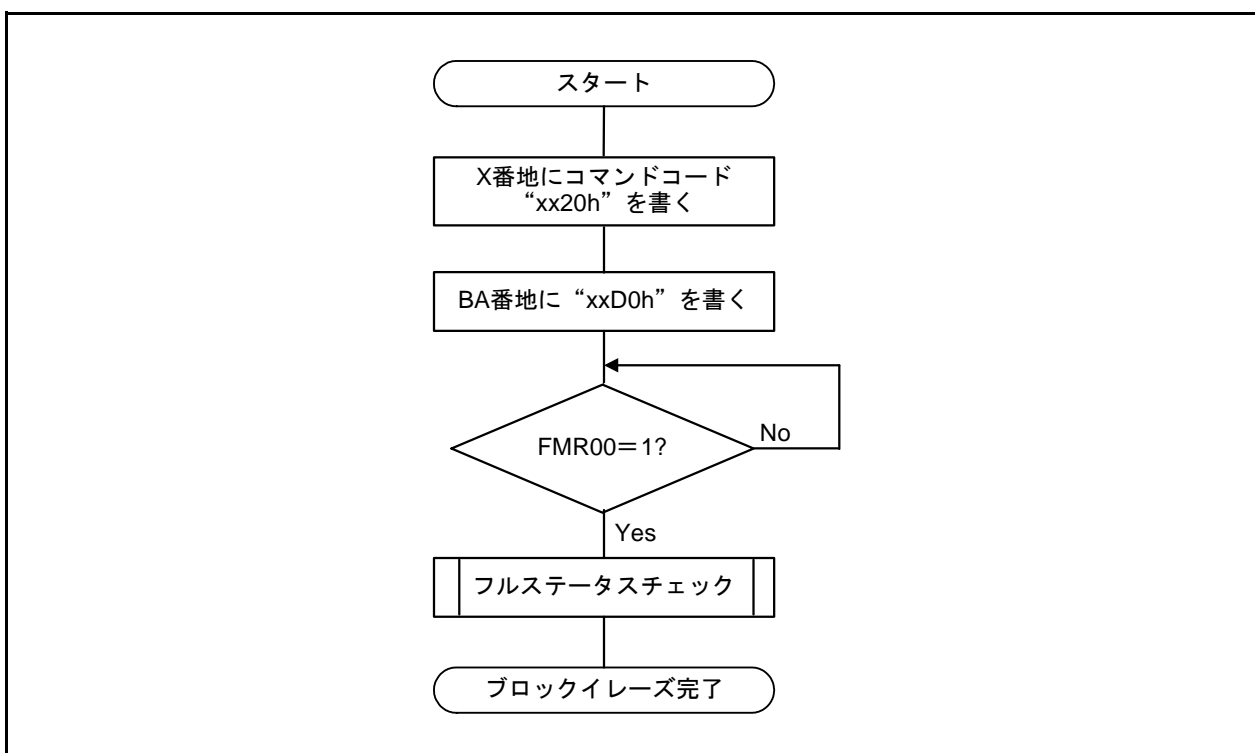 スタート
X番地にコマンドコード
“xx20h”を書く
BA番地に“xxD0h”を書く
FMR00＝1?
No
Yes
フルステータスチェック
ブロックイレーズ完了